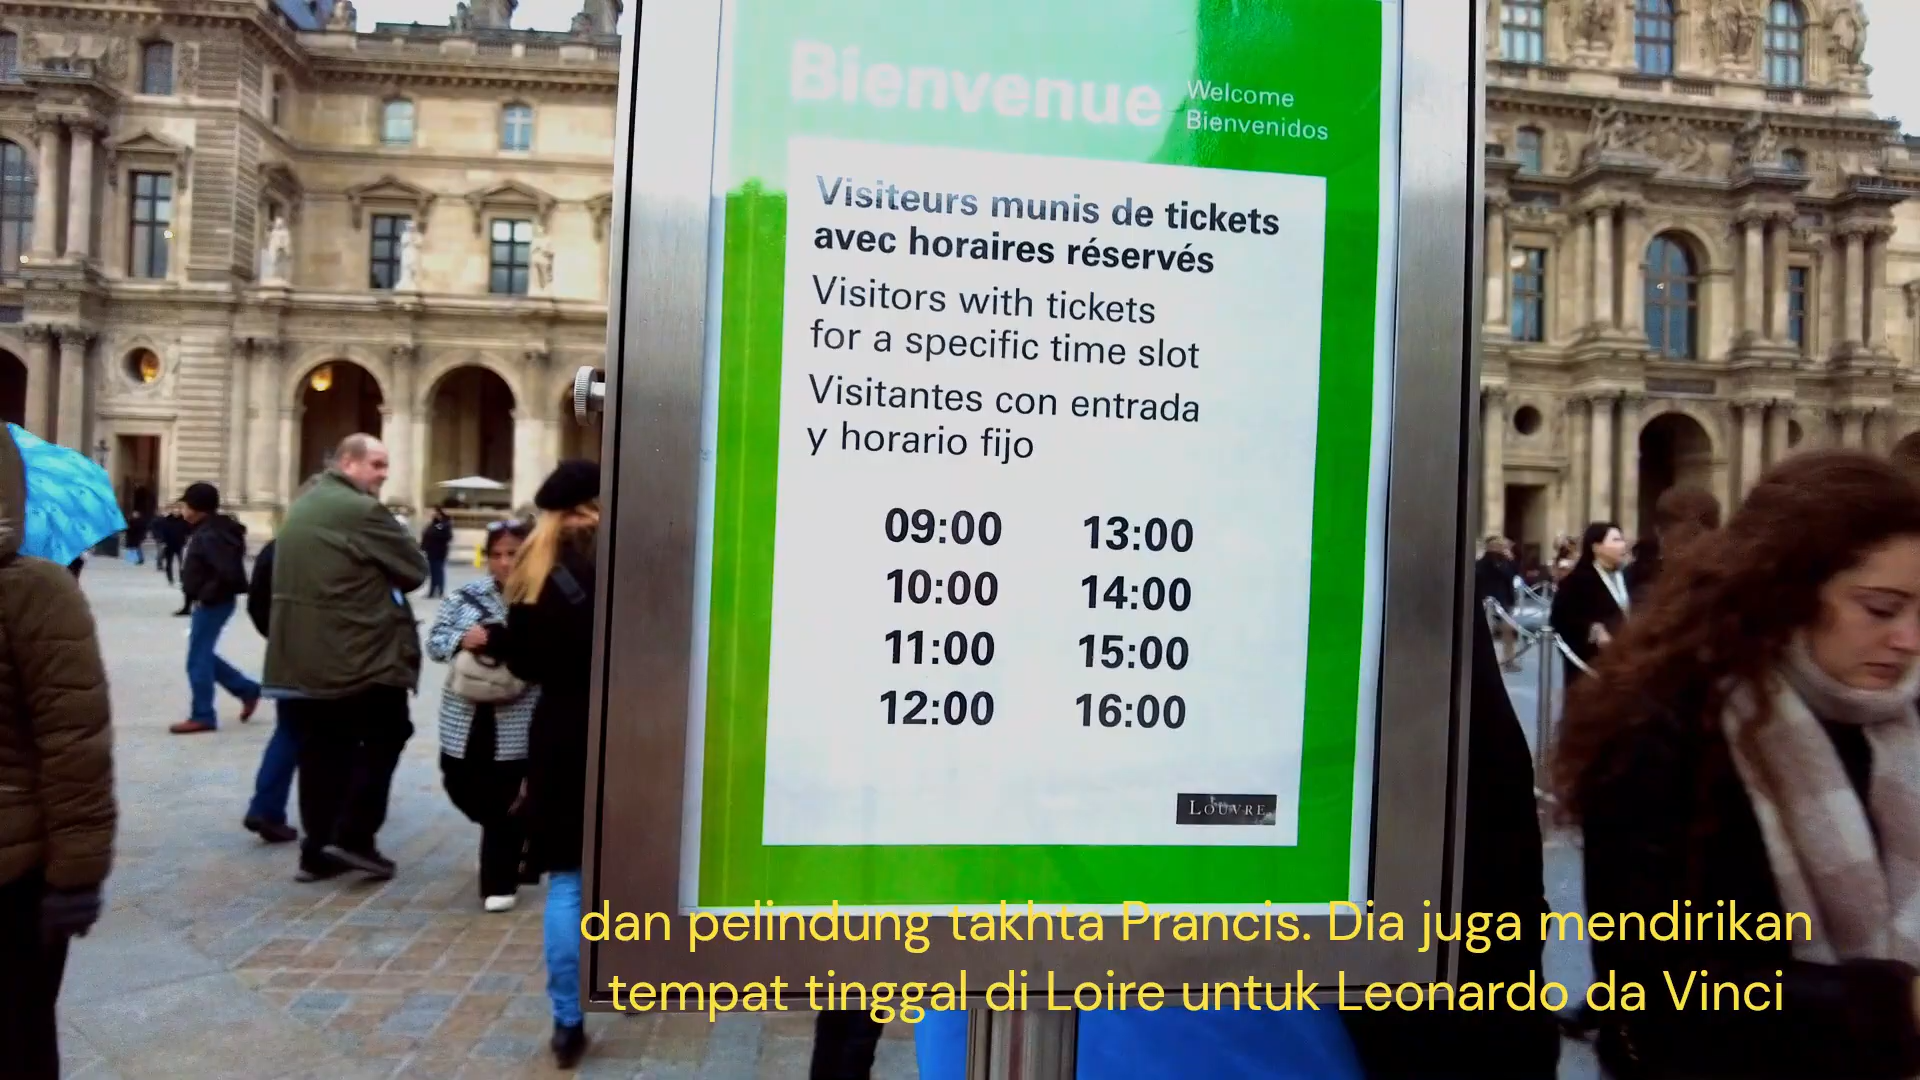 Bienvenue
Welcome
Bienvenidos
Visiteurs munis de tickets
avec horaires réservés
Visitors with tickets
for a specific time slot
Visitantes con entrada
y horario fijo
09:00 13:00
10:00 14:00
11:00 15:00
12:00 16:00
LOUVRE
dan pelindung takhta Prancis. Dia juga mendirikan
tempat tinggal di Loire untuk Leonardo da Vinci